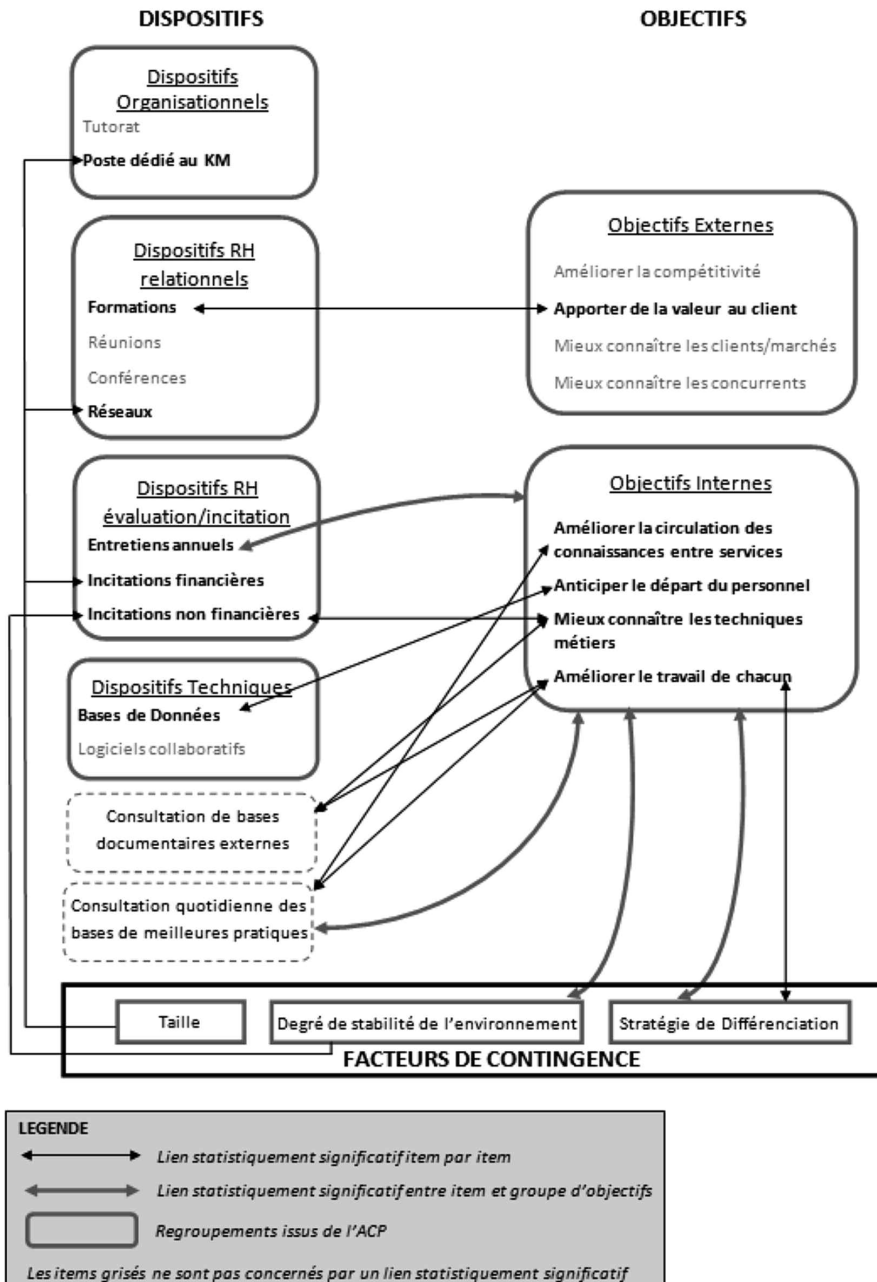 DISPOSITIFS
OBJECTIFS
Dispositifs
Organisationnels
Tutorat
Poste dédié au KM
Dispositifs RH
relationnels
Formations
Réunions
Conférences
Réseaux
Dispositifs RH
évaluation/incitation
Entretiens annuels
Incitations financières
Incitations non financières
Dispositifs Techniques
Bases de Données
Logiciels collaboratifs
Consultation de bases
documentaires externes
Consultation quotidienne des
bases de meilleures pratiques
Objectifs Externes
Améliorer la compétitivité
Apporter de la valeur au client
Mieux connaître les clients/marchés
Mieux connaître les concurrents
Objectifs Internes
Améliorer la circulation des
connaissances entre services
Anticiper le départ du personnel
Mieux connaître les techniques
métiers
Améliorer le travail de chacun
Taille
Degré de stabilité de l'environnement
Stratégie de Différenciation
FACTEURS DE CONTINGENCE
LEGENDE
Lien statistiquement significatif item par item
Lien statistiquement significatif entre item et groupe d'objectifs
Regroupements issus de l'ACP
Les items grisés ne sont pas concernés par un lien statistiquement significatif